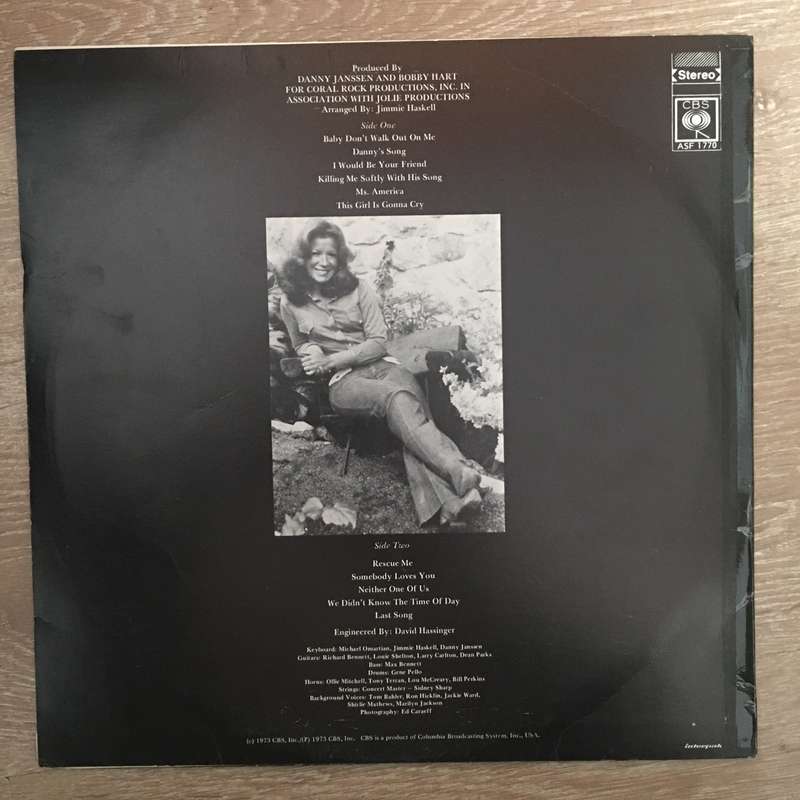 Produced By
DANNY JANSSEN AND BOBBY HART
FOR CORAL ROCK PRODUCTIONS, INC. IN
ASSOCIATION WITH JOLIE PRODUCTIONS
Arranged By: Jimmie Haskell
Stereo
CBS
ASF 1770
Side One
Baby Don't Walk Out On Me
Danny's Song
I Would Be Your Friend
Killing Me Softly With His Song
Ms. America
This Girl Is Gonna Cry
Side Two
Rescue Me
Somebody Loves You
Neither One Of Us
We Didn't Know The Time Of Day
Last Song
Engineered By: David Hassinger
Keyboard: Michael Omartian, Jimmie Haskell, Danny Janssen
Guitars: Richard Bennett, Louie Shelton, Larry Carlton, Dean Parks
Bass: Max Bennett
Drums: Gene Pello
Horns: Ollie Mitchell, Tony Terran, Lou McCreary, Bill Perkins
Strings: Concert Master – Sidney Sharp
Background Voices: Tom Bahler, Ron Hicklin, Jackie Ward,
Shirlie Mathews, Marilyn Jackson
Photography: Ed Caraeff
(c) 1973 CBS, Inc./(P) 1973 CBS, Inc. CBS is a product of Columbia Broadcasting System, Inc., USA.
interpak